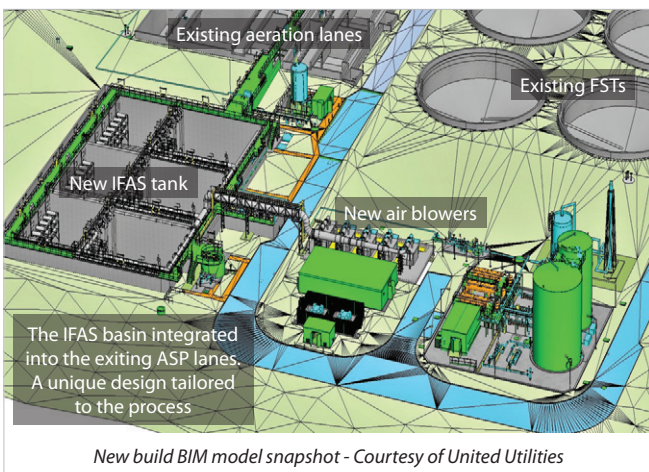 Existing aeration lanes
Existing FSTs
New IFAS tank
New air blowers
The IFAS basin integrated
into the exiting ASP lanes.
A unique design tailored
to the process
New build BIM model snapshot - Courtesy of United Utilities